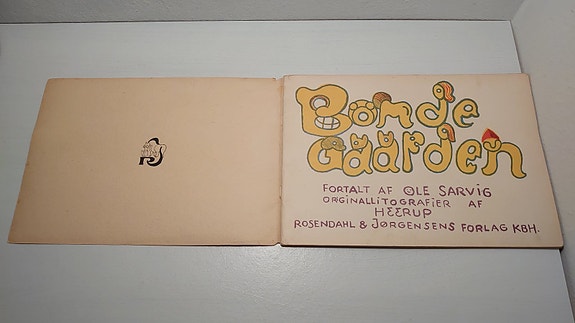 Bonde
Gaarden
FORTALT AF OLE SARVIG
ORGINALLITOGRAFIER AF
HEERUP
ROSENDAHL & JØRGENSENS FORLAG KBH.